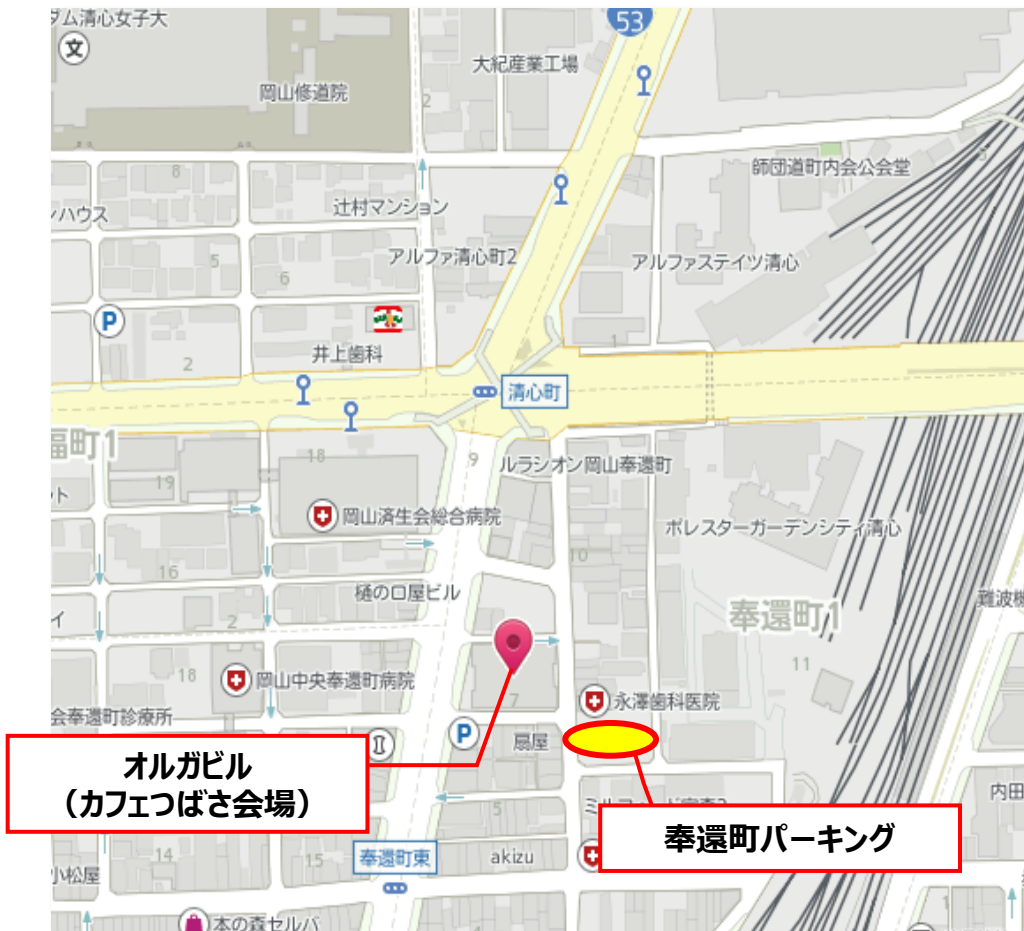 ダム清心女子大
文
53
大紀産業工場
岡山修道院
2
師団道町内会公会堂
5
8
辻村マンション
ンハウス
アルファ清心町2
アルファステイツ清心
5
6
P
1
井上歯科
2
清心町
福町1
9
18
ルラシオン岡山奉還町
19
ット
岡山済生会総合病院
ポレスターガーデンシティ清心
10
16
樋の口屋ビル
難波機
奉還町1
イ
2
11
18
岡山中央奉還町病院
7
永澤歯科医院
会奉還町診療所
P
扇屋
オルガビル
（カフェつばさ会場）
内田
5
奉還町パーキング
14
15
奉還町東
akizu
小松屋
1
本の森セルバ